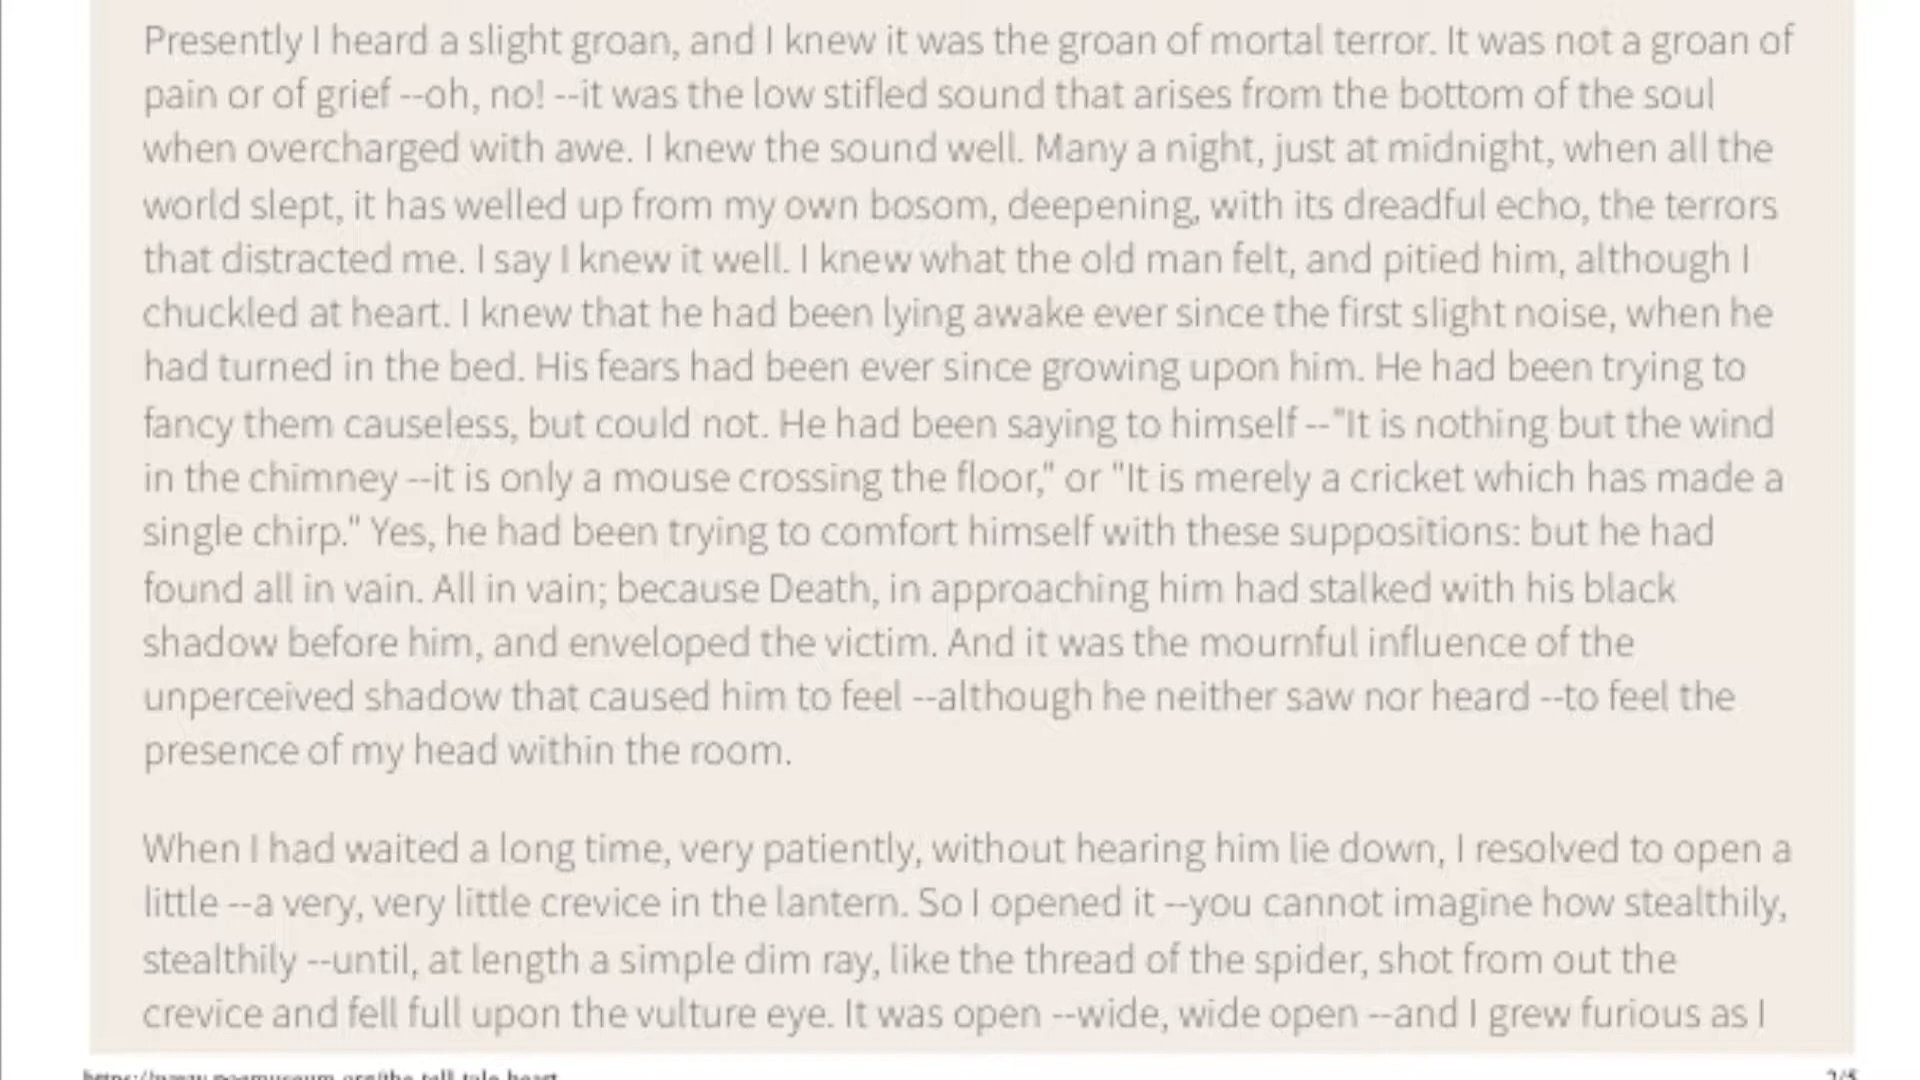 Presently I heard a slight groan, and I knew it was the groan of mortal terror. It was not a groan of
pain or of grief --oh, no! --it was the low stifled sound that arises from the bottom of the soul
when overcharged with awe. I knew the sound well. Many a night, just at midnight, when all the
world slept, it has welled up from my own bosom, deepening, with its dreadful echo, the terrors
that distracted me. I say I knew it well. I knew what the old man felt, and pitied him, although I
chuckled at heart. I knew that he had been lying awake ever since the first slight noise, when he
had turned in the bed. His fears had been ever since growing upon him. He had been trying to
fancy them causeless, but could not. He had been saying to himself --"It is nothing but the wind
in the chimney --it is only a mouse crossing the floor," or "It is merely a cricket which has made a
single chirp." Yes, he had been trying to comfort himself with these suppositions: but he had
found all in vain. All in vain; because Death, in approaching him had stalked with his black
shadow before him, and enveloped the victim. And it was the mournful influence of the
unperceived shadow that caused him to feel --although he neither saw nor heard --to feel the
presence of my head within the room.
When I had waited a long time, very patiently, without hearing him lie down, I resolved to open a
little --a very, very little crevice in the lantern. So I opened it --you cannot imagine how stealthily,
stealthily --until, at length a simple dim ray, like the thread of the spider, shot from out the
crevice and fell full upon the vulture eye. It was open --wide, wide open --and I grew furious as I
https://www.poemuseum.org/the-tell-tale-heart 2/5